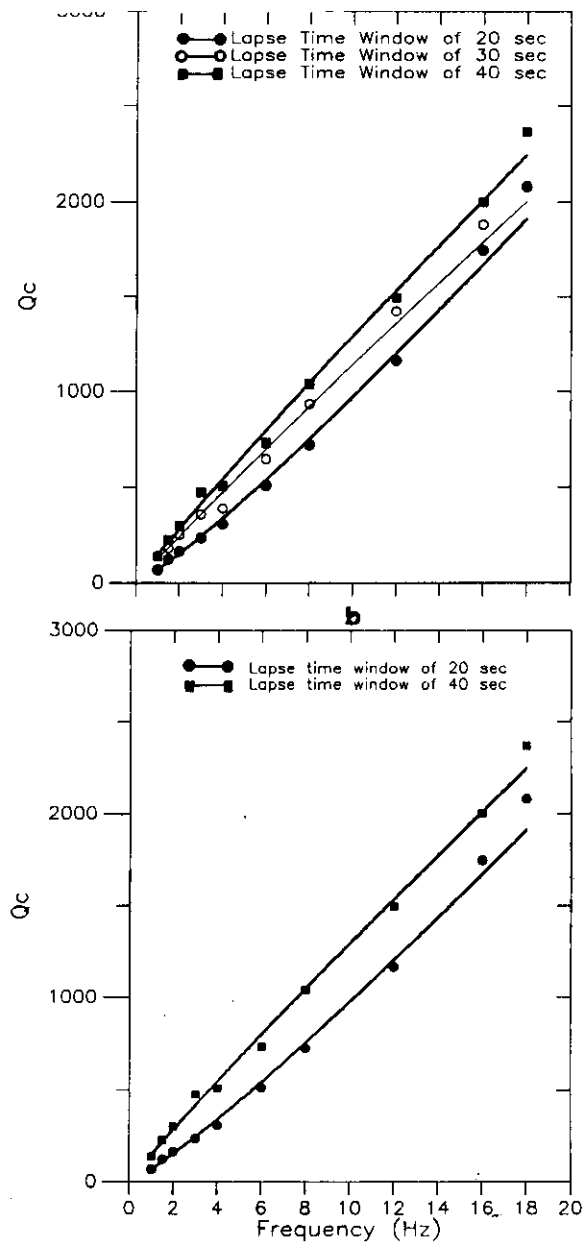 3000
Lapse Time Window of 20 sec
Lapse Time Window of 30 sec
Lapse Time Window of 40 sec
2000
Qc
1000
0
b
3000
Lapse time window of 20 sec
Lapse time window of 40 sec
2000
Qc
1000
0
0 2 4 6 8 10 12 14 16 18 20
Frequency (Hz)